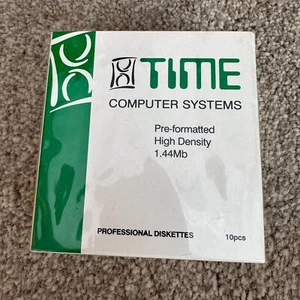 TIME
COMPUTER SYSTEMS
Pre-formatted
High Density
1.44Mb
PROFESSIONAL DISKETTES
10pcs